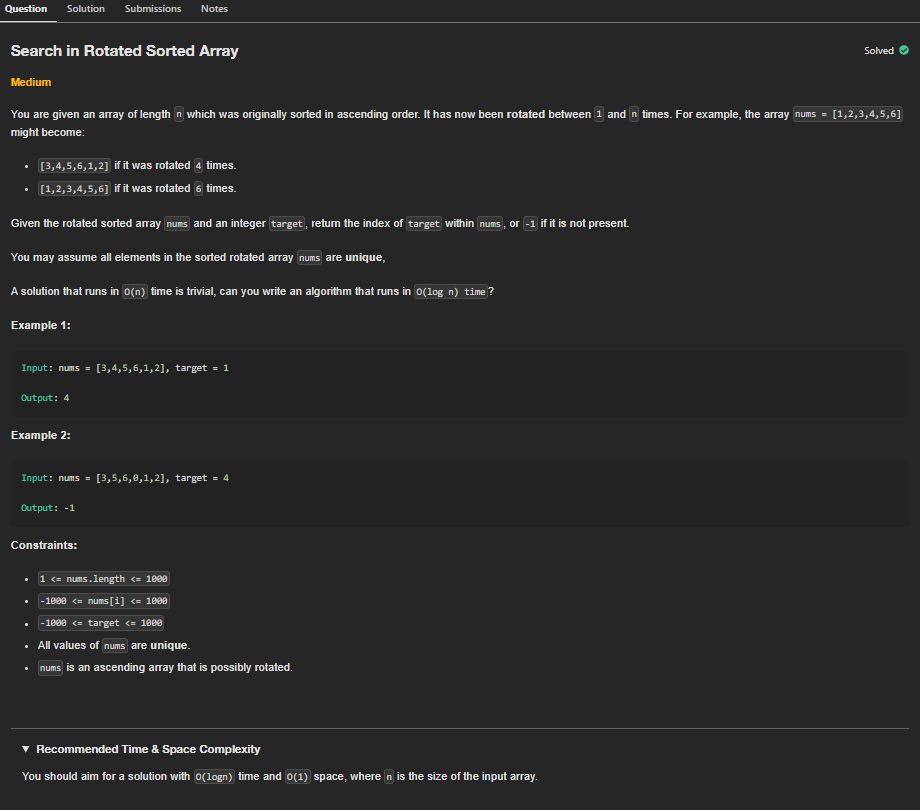 Question Solution Submissions Notes
Search in Rotated Sorted Array
Solved
Medium
You are given an array of length n which was originally sorted in ascending order. It has now been rotated between 1 and n times. For example, the array nums = [1,2,3,4,5,6]
might become:
• [3,4,5,6,1,2] if it was rotated 4 times.
• [1,2,3,4,5,6] if it was rotated 6 times.
Given the rotated sorted array nums and an integer target, return the index of target within nums, or -1 if it is not present.
You may assume all elements in the sorted rotated array nums are unique,
A solution that runs in O(n) time is trivial, can you write an algorithm that runs in O(log n) time?
Example 1:
Input: nums = [3,4,5,6,1,2], target = 1
Output: 4
Example 2:
Input: nums = [3,5,6,0,1,2], target = 4
Output: -1
Constraints:
• 1 <= nums.length <= 1000
• -1000 <= nums[i] <= 1000
• -1000 <= target <= 1000
• All values of nums are unique.
• nums is an ascending array that is possibly rotated.
▼ Recommended Time & Space Complexity
You should aim for a solution with O(logn) time and O(1) space, where n is the size of the input array.